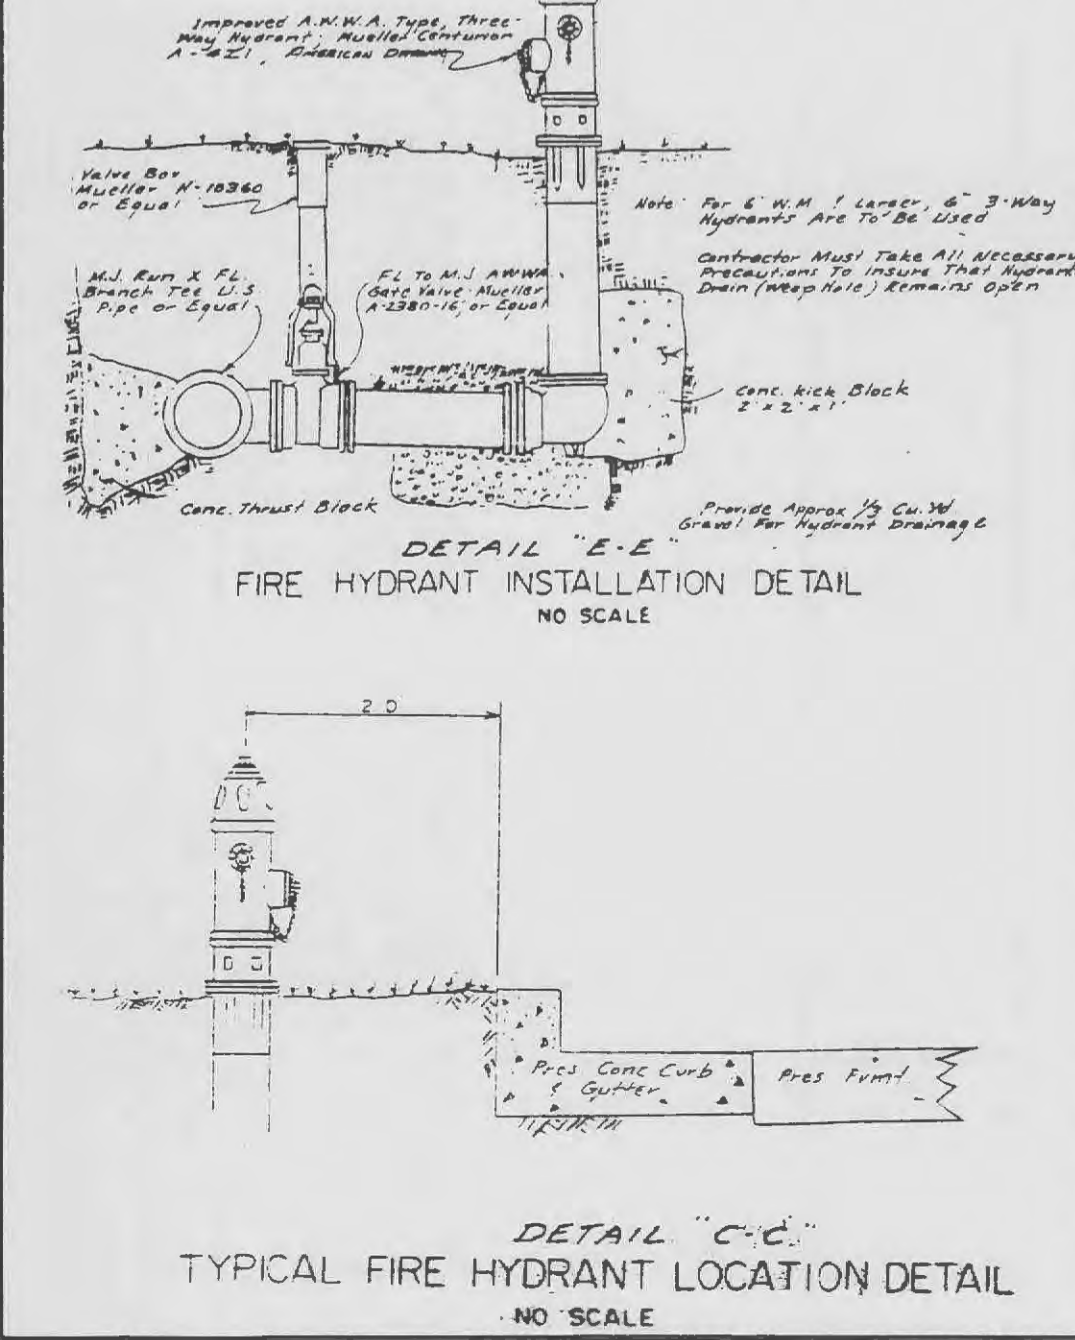 Improved A.W.W.A. Type, Three-
Way Hydrant; Mueller Centurion
A-421, American Darling
Valve Box
Mueller H-10360
or Equal
Note: For 6" W.M. & Larger, 6" 3-Way
Hydrants Are To Be Used
Contractor Must Take All Necessary
Precautions To Insure That Hydrant
Drain (Weep Hole) Remains Open
M.J. Run X FL.
Branch Tee U.S
Pipe or Equal
FL To M.J AWWA
Gate Valve-Mueller
A-2380-16, or Equal
Conc. Kick Block
2' x 2' x 1'
Conc. Thrust Block
Provide Approx 1/3 Cu. Yd
Gravel For Hydrant Drainage
DETAIL "E-E"
FIRE HYDRANT INSTALLATION DETAIL
NO SCALE
2 0
Pres Conc Curb
& Gutter
Pres Pvmt
DETAIL "C-C"
TYPICAL FIRE HYDRANT LOCATION DETAIL
NO SCALE